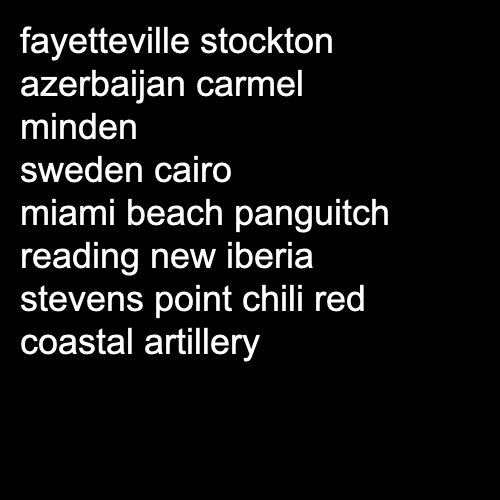 fayetteville stockton
azerbaijan carmel
minden
sweden cairo
miami beach panguitch
reading new iberia
stevens point chili red
coastal artillery